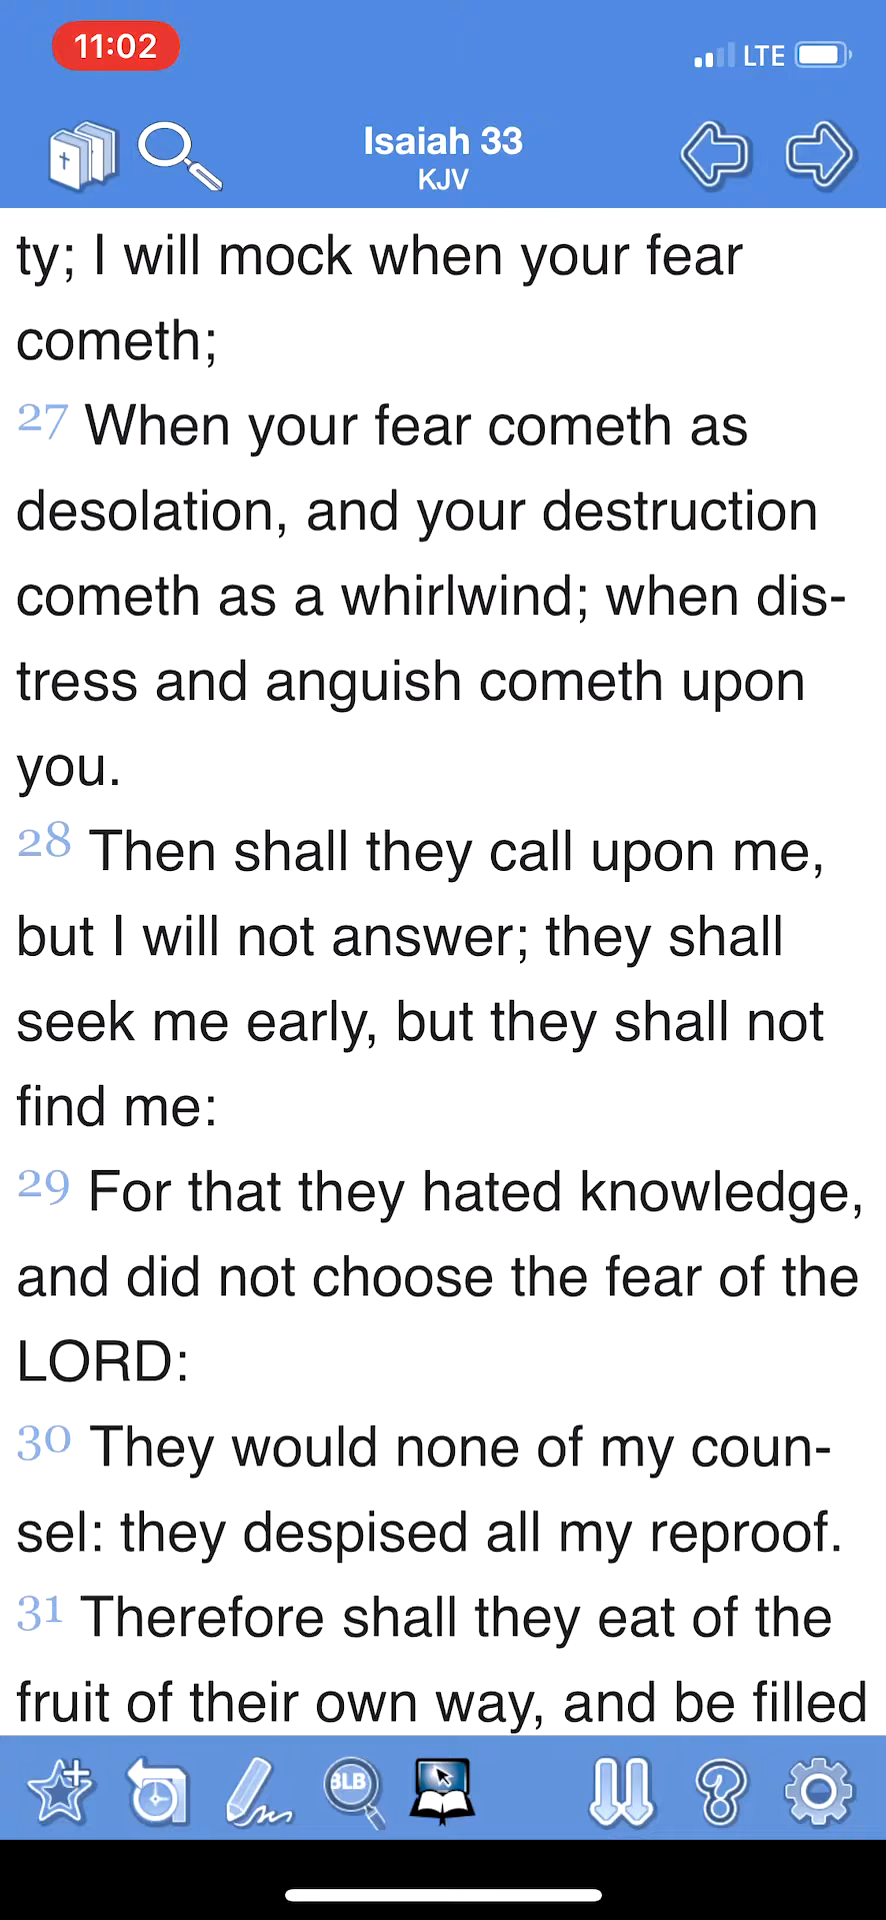 11:02
LTE
Isaiah 33
KJV
ty; I will mock when your fear
cometh;
27 When your fear cometh as
desolation, and your destruction
cometh as a whirlwind; when dis-
tress and anguish cometh upon
you.
28 Then shall they call upon me,
but I will not answer; they shall
seek me early, but they shall not
find me:
29 For that they hated knowledge,
and did not choose the fear of the
LORD:
30 They would none of my coun-
sel: they despised all my reproof.
31 Therefore shall they eat of the
fruit of their own way, and be filled
BLB